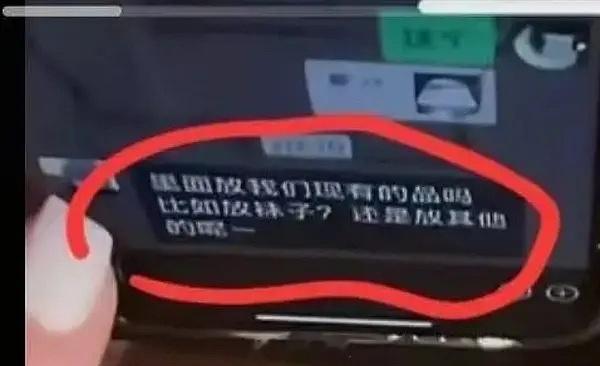 里面放我们现有的品吗
比如放袜子？还是放其他
的呢一